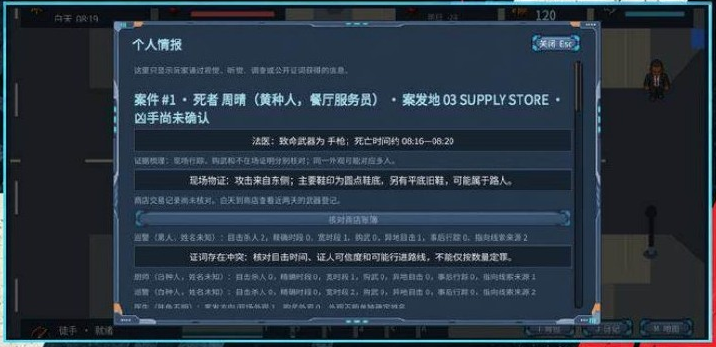 白天 08:19
120
个人情报
关闭 Esc
这里只显示玩家通过视觉、听觉、调查或公开证词获得的信息。
案件 #1 · 死者 周晴（黄种人，餐厅服务员） · 案发地 03 SUPPLY STORE ·
凶手尚未确认
法医：致命武器为 手枪；死亡时间约 08:16—08:20
证据梳理：现场行踪、购武和不在场证明分别核对；同一外观可能对应多人。
现场物证：攻击来自东侧；主要鞋印为圆点鞋底，另有平底旧鞋，可能属于路人。
商店交易记录尚未核对。白天到商店查看近两天的武器登记。
核对商店账簿
巡警（黑人，姓名未知）：目击杀人 2，精确时段 0，宽时段 1，购武 0，异地目击 1，事后行踪 0，指向线索来源 2
证词存在冲突：核对目击时间、证人可信度和可能行进路线，不能仅按数量定罪。
厨师（白种人，姓名未知）：目击杀人 0，精确时段 0，宽时段 2，购武 0，异地目击 0，事后行踪 0，指向线索来源 1
巡警（白种人，姓名未知）：目击杀人 0，精确时段 0，宽时段 2，购武 0，异地目击 0，事后行踪 0，指向线索来源 2
徒手 · 就绪